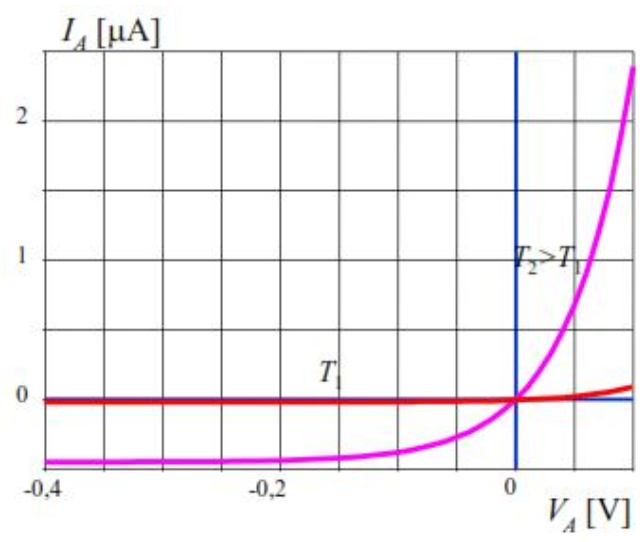 I_A [μA]
2
1
T₂>T₁
T₁
0
-0,4
-0,2
0
V_A [V]